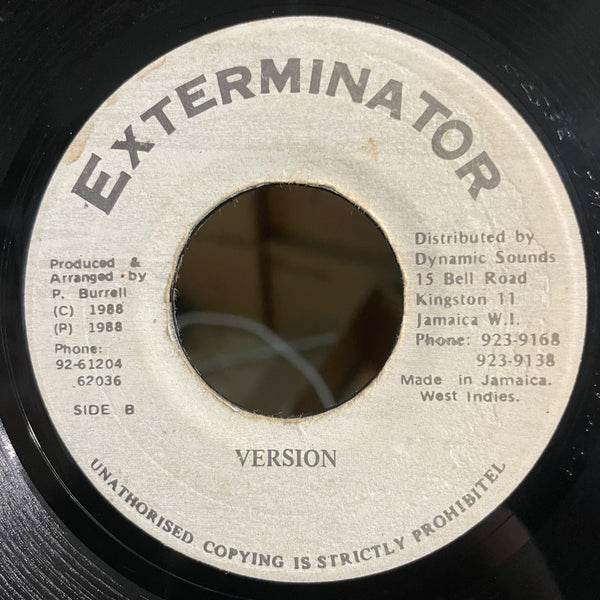 EXTERMINATOR
Produced &
Arranged by
P. Burrell
(C) 1988
(P) 1988
Phone:
92-61204
62036
SIDE B
Distributed by
Dynamic Sounds
15 Bell Road
Kingston 11
Jamaica W.I.
Phone: 923-9168
923-9138
Made in Jamaica.
West Indies.
VERSION
UNATHORISED COPYING IS STRICTLY PROHIBITEL